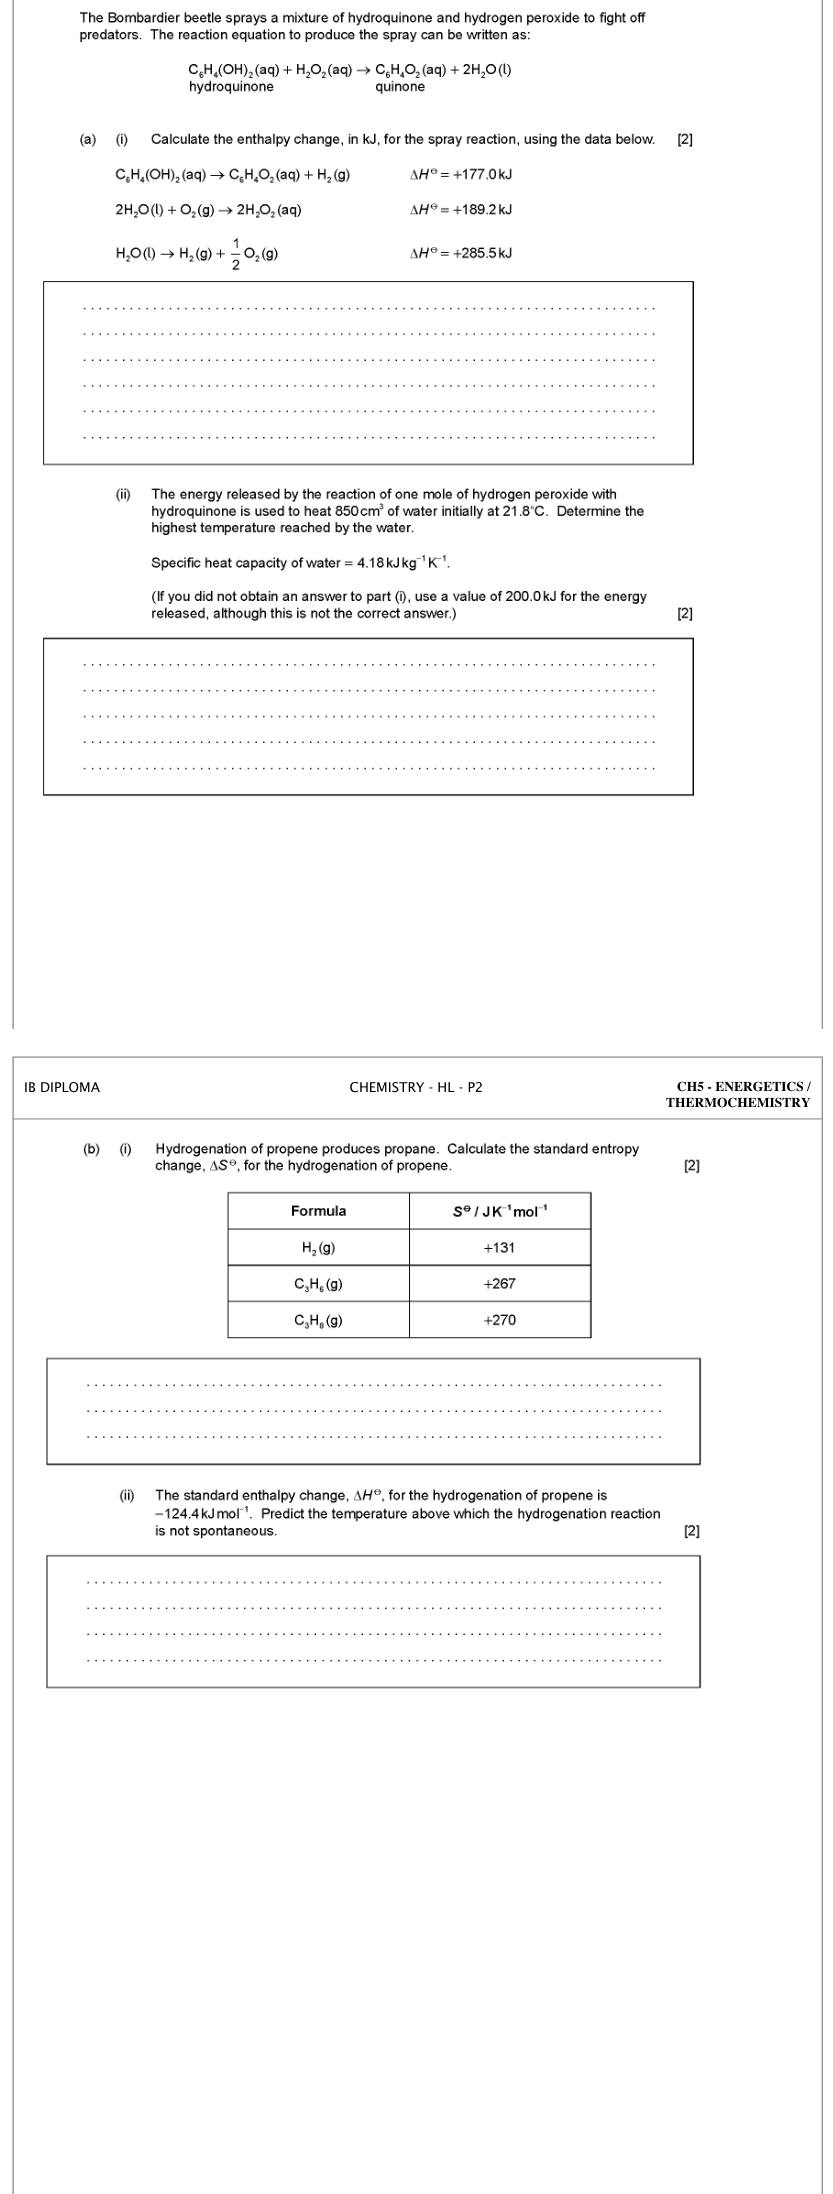 The Bombardier beetle sprays a mixture of hydroquinone and hydrogen peroxide to fight off
predators. The reaction equation to produce the spray can be written as:
C₆H₄(OH)₂(aq) + H₂O₂(aq) → C₆H₄O₂(aq) + 2H₂O(l)
hydroquinone quinone
(a) (i) Calculate the enthalpy change, in kJ, for the spray reaction, using the data below. [2]
C₆H₄(OH)₂(aq) → C₆H₄O₂(aq) + H₂(g) ΔH⊖ = +177.0 kJ
2H₂O(l) + O₂(g) → 2H₂O₂(aq) ΔH⊖ = +189.2 kJ
H₂O(l) → H₂(g) + 1/2 O₂(g) ΔH⊖ = +285.5 kJ
(ii) The energy released by the reaction of one mole of hydrogen peroxide with
hydroquinone is used to heat 850 cm³ of water initially at 21.8°C. Determine the
highest temperature reached by the water.
Specific heat capacity of water = 4.18 kJ kg⁻¹ K⁻¹.
(If you did not obtain an answer to part (i), use a value of 200.0 kJ for the energy
released, although this is not the correct answer.) [2]
IB DIPLOMA CHEMISTRY - HL - P2 CH5 - ENERGETICS /
THERMOCHEMISTRY
(b) (i) Hydrogenation of propene produces propane. Calculate the standard entropy
change, ΔS⊖, for the hydrogenation of propene. [2]
Formula S⊖ / J K⁻¹ mol⁻¹
H₂(g) +131
C₃H₆(g) +267
C₃H₈(g) +270
(ii) The standard enthalpy change, ΔH⊖, for the hydrogenation of propene is
−124.4 kJ mol⁻¹. Predict the temperature above which the hydrogenation reaction
is not spontaneous. [2]